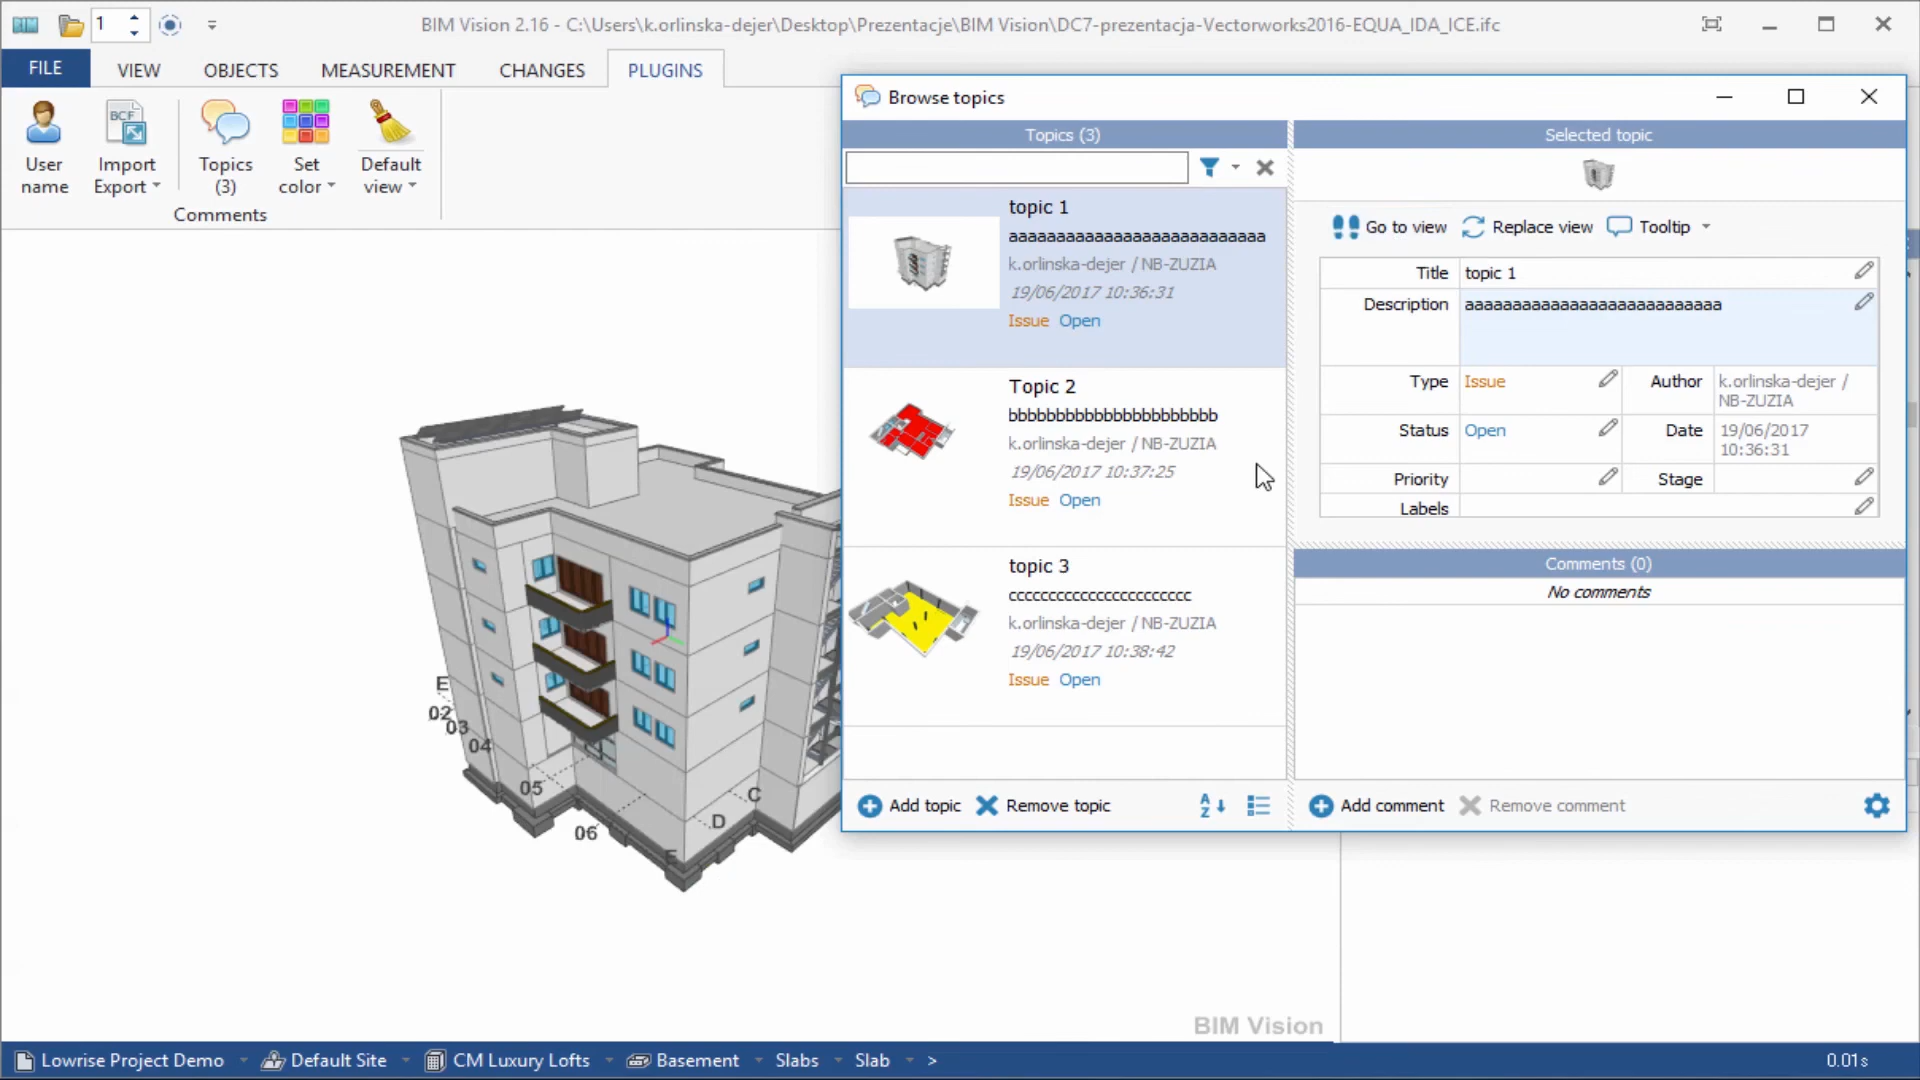 BIM 1 BIM Vision 2.16 - C:\Users\k.orlinska-dejer\Desktop\Prezentacje\BIM Vision\DC7-prezentacja-Vectorworks2016-EQUA_IDA_ICE.ifc
FILE VIEW OBJECTS MEASUREMENT CHANGES PLUGINS
User name
BCF Import Export
Topics (3)
Set color
Default view
Comments
Browse topics
Topics (3)
topic 1
aaaaaaaaaaaaaaaaaaaaaaaaaaa
k.orlinska-dejer / NB-ZUZIA
19/06/2017 10:36:31
Issue Open
Topic 2
bbbbbbbbbbbbbbbbbbbbbb
k.orlinska-dejer / NB-ZUZIA
19/06/2017 10:37:25
Issue Open
topic 3
ccccccccccccccccccccccc
k.orlinska-dejer / NB-ZUZIA
19/06/2017 10:38:42
Issue Open
Add topic Remove topic A Z
Selected topic
Go to view Replace view Tooltip
Title topic 1
Description aaaaaaaaaaaaaaaaaaaaaaaaaaa
Type Issue Author k.orlinska-dejer /
NB-ZUZIA
Status Open Date 19/06/2017
10:36:31
Priority Stage
Labels
Comments (0)
No comments
Add comment Remove comment
E
02
03
04
05
06
C
D
E
BIM Vision
Lowrise Project Demo Default Site CM Luxury Lofts Basement Slabs Slab > 0.01s